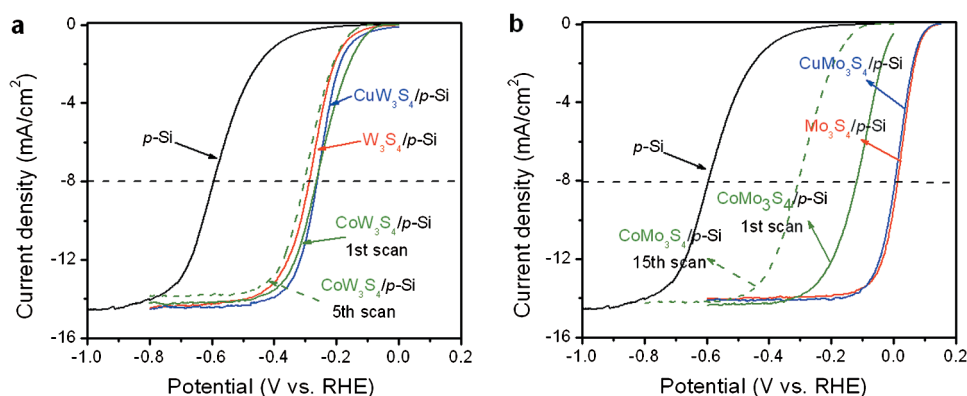 a
Current density (mA/cm²)
0
-4
-8
-12
-16
p-Si
CuW₃S₄/p-Si
W₃S₄/p-Si
CoW₃S₄/p-Si
1st scan
CoW₃S₄/p-Si
5th scan
-1.0 -0.8 -0.6 -0.4 -0.2 0.0 0.2
Potential (V vs. RHE)
b
Current density (mA/cm²)
0
-4
-8
-12
-16
CuMo₃S₄/p-Si
Mo₃S₄/p-Si
p-Si
CoMo₃S₄/p-Si
1st scan
CoMo₃S₄/p-Si
15th scan
-1.0 -0.8 -0.6 -0.4 -0.2 0.0 0.2
Potential (V vs. RHE)